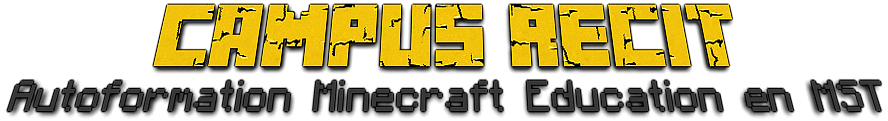 CAMPUS RECIT
Autoformation Minecraft Education en MST